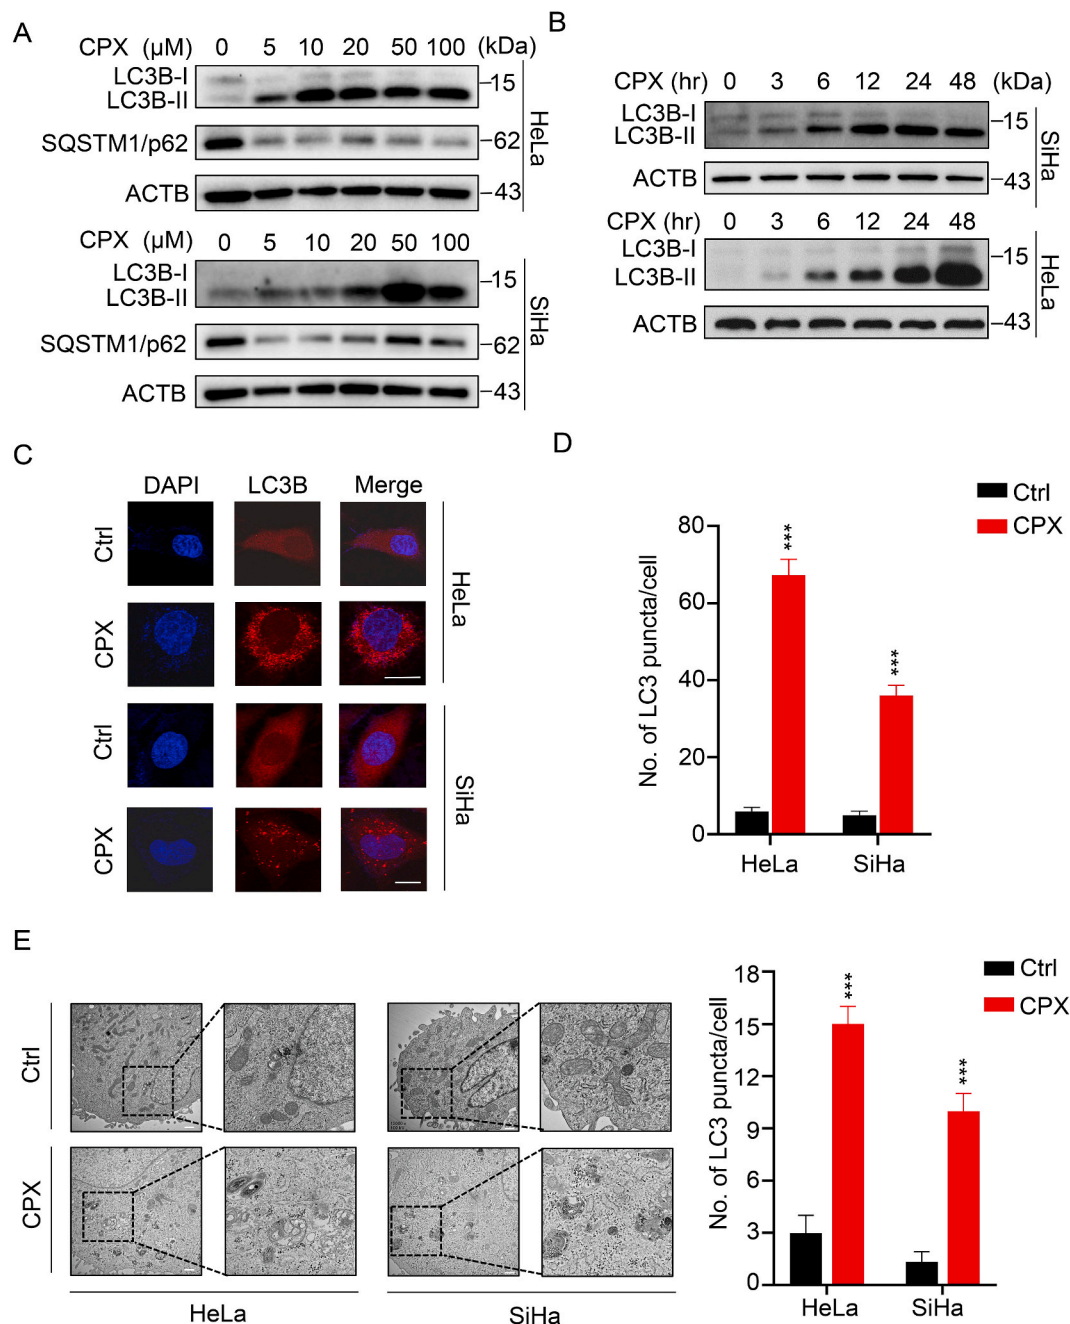 A
CPX (μM) 0 5 10 20 50 100 (kDa)
LC3B-I
LC3B-II
–15
SQSTM1/p62
–62
ACTB
–43
HeLa
CPX (μM) 0 5 10 20 50 100
LC3B-I
LC3B-II
–15
SQSTM1/p62
–62
ACTB
–43
SiHa
B
CPX (hr) 0 3 6 12 24 48 (kDa)
LC3B-I
LC3B-II
–15
ACTB
–43
SiHa
CPX (hr) 0 3 6 12 24 48
LC3B-I
LC3B-II
–15
ACTB
–43
HeLa
C
DAPI LC3B Merge
Ctrl
CPX
HeLa
Ctrl
CPX
SiHa
D
Ctrl
CPX
No. of LC3 puncta/cell
80
60
40
20
0
***
***
HeLa SiHa
E
Ctrl
CPX
HeLa SiHa
Ctrl
CPX
No. of LC3 puncta/cell
18
15
12
9
6
3
0
***
***
HeLa SiHa